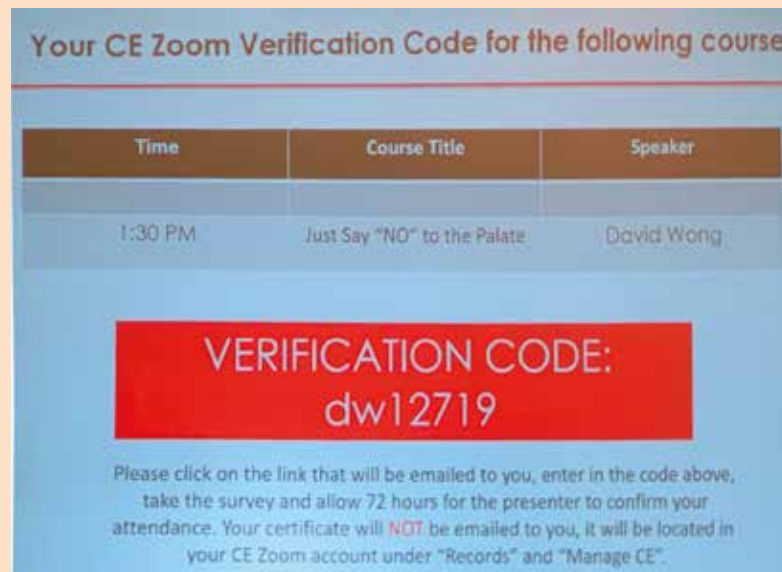 Your CE Zoom Verification Code for the following course
Time Course Title Speaker
1:30 PM Just Say "NO" to the Palate David Wong
VERIFICATION CODE:
dw12719
Please click on the link that will be emailed to you, enter in the code above,
take the survey and allow 72 hours for the presenter to confirm your
attendance. Your certificate will NOT be emailed to you, it will be located in
your CE Zoom account under "Records" and "Manage CE".